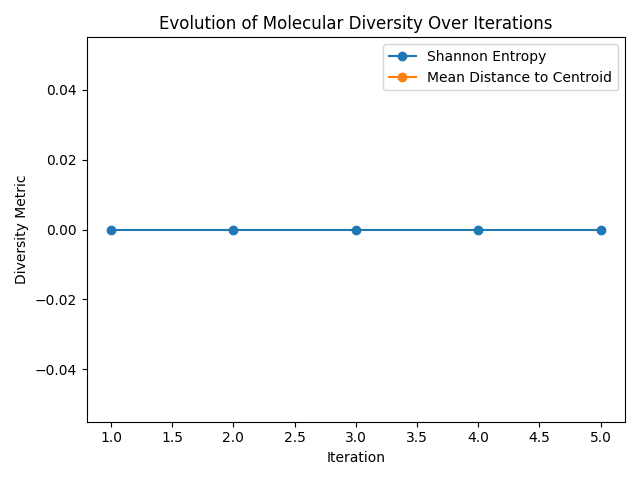 Evolution of Molecular Diversity Over Iterations
Shannon Entropy
Mean Distance to Centroid
Diversity Metric
0.04
0.02
0.00
−0.02
−0.04
1.0 1.5 2.0 2.5 3.0 3.5 4.0 4.5 5.0
Iteration